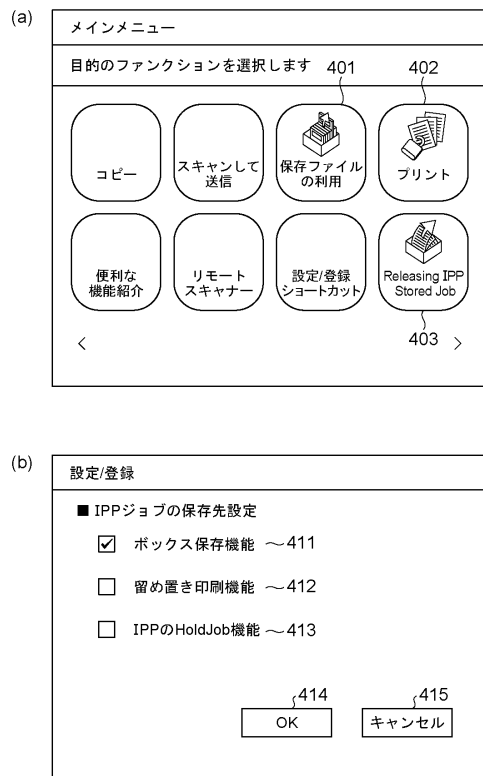 (a)
メインメニュー
目的のファンクションを選択します
401
402
コピー
スキャンして
送信
保存ファイル
の利用
プリント
便利な
機能紹介
リモート
スキャナー
設定/登録
ショートカット
Releasing IPP
Stored Job
403
<
>
(b)
設定/登録
■ IPPジョブの保存先設定
ボックス保存機能 ～411
留め置き印刷機能 ～412
IPPのHoldJob機能 ～413
414
415
OK
キャンセル